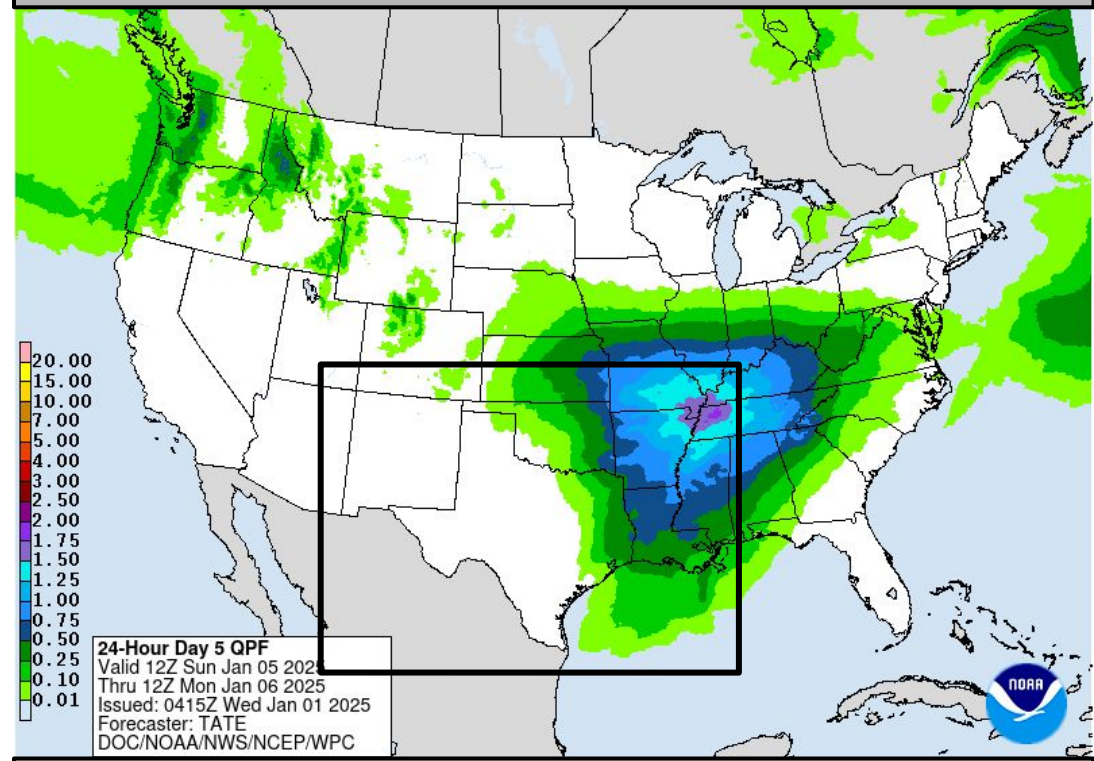 20.00
15.00
10.00
7.00
5.00
4.00
3.00
2.50
2.00
1.75
1.50
1.25
1.00
0.75
0.50
0.25
0.10
0.01
24-Hour Day 5 QPF
Valid 12Z Sun Jan 05 2025
Thru 12Z Mon Jan 06 2025
Issued: 0415Z Wed Jan 01 2025
Forecaster: TATE
DOC/NOAA/NWS/NCEP/WPC
NOAA